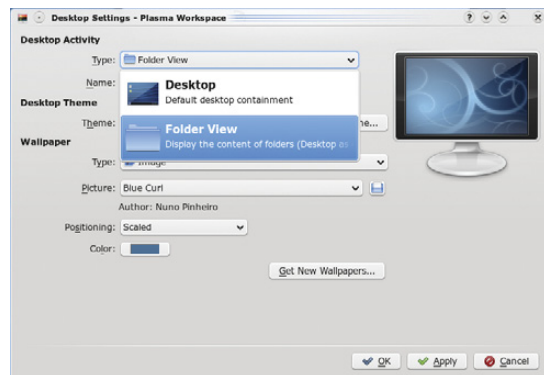 Desktop Settings - Plasma Workspace
Desktop Activity
Type: Folder View
Name:
Desktop
Default desktop containment
Desktop Theme
Theme:
Folder View
Display the content of folders (Desktop as
Wallpaper
Type: Image
Picture: Blue Curl
Author: Nuno Pinheiro
Positioning: Scaled
Color:
Get New Wallpapers...
OK Apply Cancel